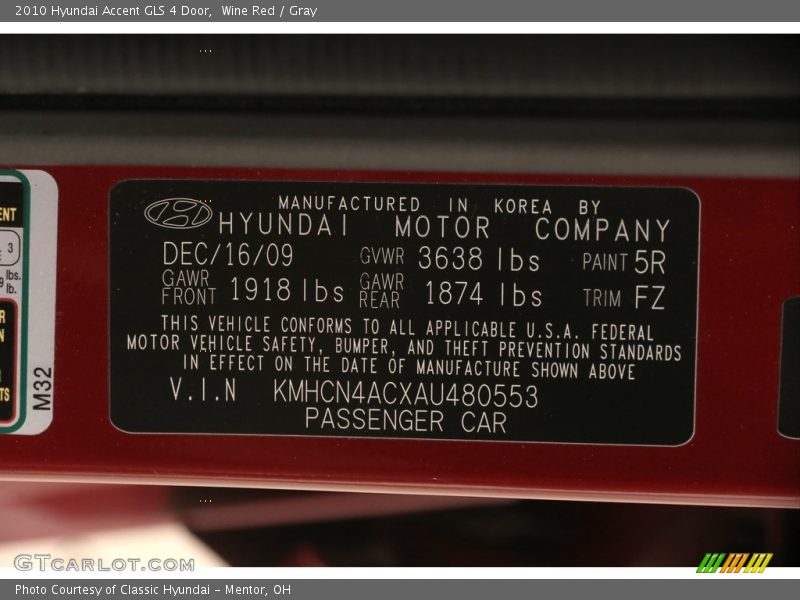 2010 Hyundai Accent GLS 4 Door, Wine Red / Gray
MANUFACTURED IN KOREA BY
HYUNDAI MOTOR COMPANY
DEC/16/09 GVWR 3638 lbs PAINT 5R
GAWR FRONT 1918 lbs GAWR REAR 1874 lbs TRIM FZ
THIS VEHICLE CONFORMS TO ALL APPLICABLE U.S.A. FEDERAL
MOTOR VEHICLE SAFETY, BUMPER, AND THEFT PREVENTION STANDARDS
IN EFFECT ON THE DATE OF MANUFACTURE SHOWN ABOVE
V.I.N KMHCN4ACXAU480553
PASSENGER CAR
3
lbs.
lb.
M32
GTCARLOT.COM
Photo Courtesy of Classic Hyundai - Mentor, OH